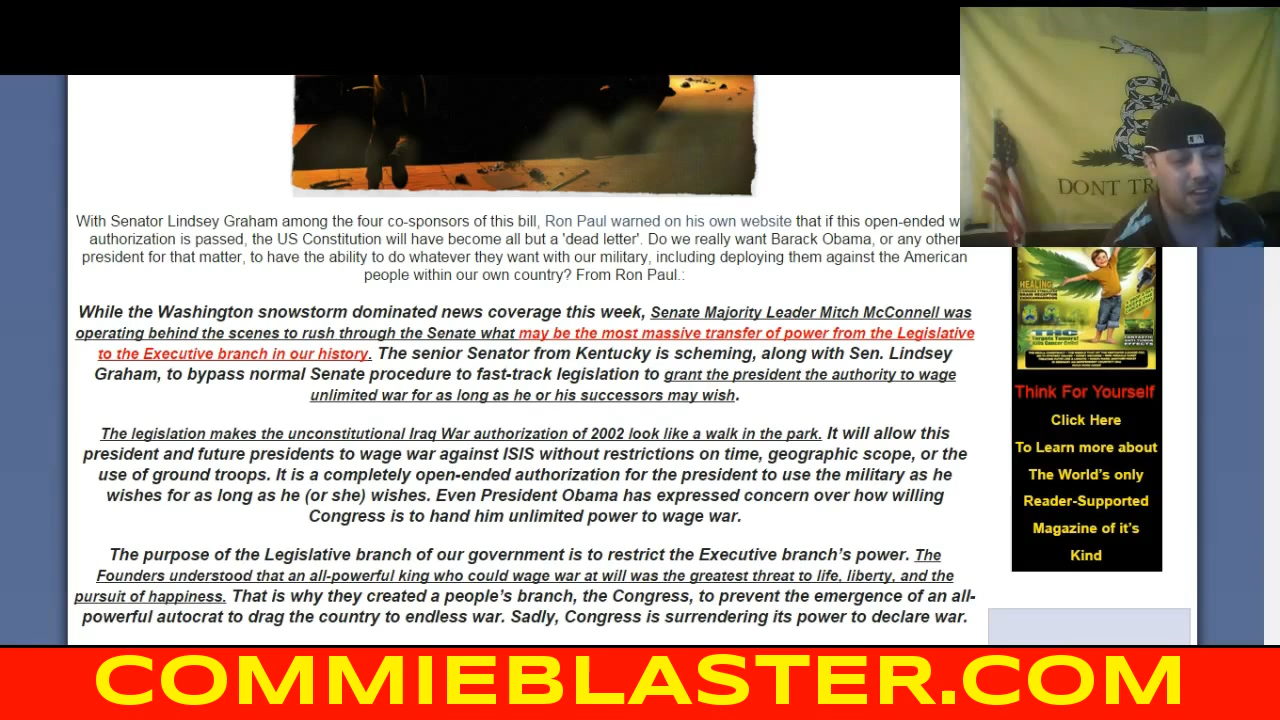 With Senator Lindsey Graham among the four co-sponsors of this bill, Ron Paul warned on his own website that if this open-ended w
authorization is passed, the US Constitution will have become all but a 'dead letter'. Do we really want Barack Obama, or any other
president for that matter, to have the ability to do whatever they want with our military, including deploying them against the American
people within our own country? From Ron Paul.:
While the Washington snowstorm dominated news coverage this week, Senate Majority Leader Mitch McConnell was
operating behind the scenes to rush through the Senate what may be the most massive transfer of power from the Legislative
to the Executive branch in our history. The senior Senator from Kentucky is scheming, along with Sen. Lindsey
Graham, to bypass normal Senate procedure to fast-track legislation to grant the president the authority to wage
unlimited war for as long as he or his successors may wish.
The legislation makes the unconstitutional Iraq War authorization of 2002 look like a walk in the park. It will allow this
president and future presidents to wage war against ISIS without restrictions on time, geographic scope, or the
use of ground troops. It is a completely open-ended authorization for the president to use the military as he
wishes for as long as he (or she) wishes. Even President Obama has expressed concern over how willing
Congress is to hand him unlimited power to wage war.
The purpose of the Legislative branch of our government is to restrict the Executive branch's power. The
Founders understood that an all-powerful king who could wage war at will was the greatest threat to life, liberty, and the
pursuit of happiness. That is why they created a people's branch, the Congress, to prevent the emergence of an all-
powerful autocrat to drag the country to endless war. Sadly, Congress is surrendering its power to declare war.
DONT TR
HEALING
THC
Targets Tumors!
Think For Yourself
Click Here
To Learn more about
The World's only
Reader-Supported
Magazine of it's
Kind
COMMIEBLASTER.COM